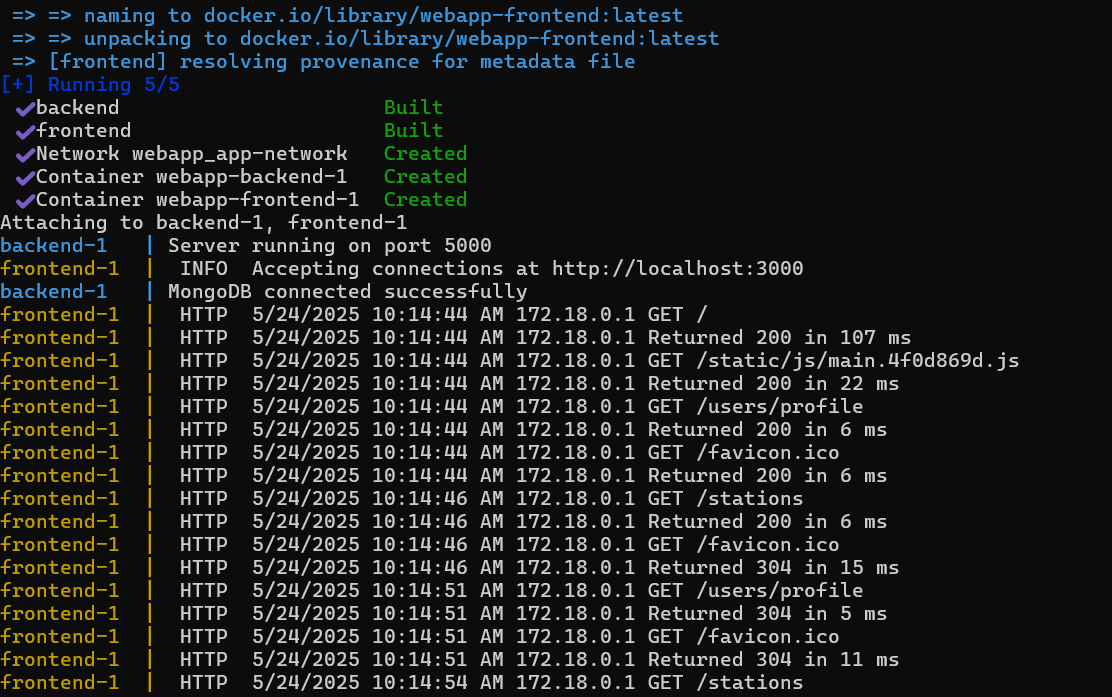 => => naming to docker.io/library/webapp-frontend:latest
=> => unpacking to docker.io/library/webapp-frontend:latest
=> [frontend] resolving provenance for metadata file
[+] Running 5/5
✔backend Built
✔frontend Built
✔Network webapp_app-network Created
✔Container webapp-backend-1 Created
✔Container webapp-frontend-1 Created
Attaching to backend-1, frontend-1
backend-1 | Server running on port 5000
frontend-1 | INFO Accepting connections at http://localhost:3000
backend-1 | MongoDB connected successfully
frontend-1 | HTTP 5/24/2025 10:14:44 AM 172.18.0.1 GET /
frontend-1 | HTTP 5/24/2025 10:14:44 AM 172.18.0.1 Returned 200 in 107 ms
frontend-1 | HTTP 5/24/2025 10:14:44 AM 172.18.0.1 GET /static/js/main.4f0d869d.js
frontend-1 | HTTP 5/24/2025 10:14:44 AM 172.18.0.1 Returned 200 in 22 ms
frontend-1 | HTTP 5/24/2025 10:14:44 AM 172.18.0.1 GET /users/profile
frontend-1 | HTTP 5/24/2025 10:14:44 AM 172.18.0.1 Returned 200 in 6 ms
frontend-1 | HTTP 5/24/2025 10:14:44 AM 172.18.0.1 GET /favicon.ico
frontend-1 | HTTP 5/24/2025 10:14:44 AM 172.18.0.1 Returned 200 in 6 ms
frontend-1 | HTTP 5/24/2025 10:14:46 AM 172.18.0.1 GET /stations
frontend-1 | HTTP 5/24/2025 10:14:46 AM 172.18.0.1 Returned 200 in 6 ms
frontend-1 | HTTP 5/24/2025 10:14:46 AM 172.18.0.1 GET /favicon.ico
frontend-1 | HTTP 5/24/2025 10:14:46 AM 172.18.0.1 Returned 304 in 15 ms
frontend-1 | HTTP 5/24/2025 10:14:51 AM 172.18.0.1 GET /users/profile
frontend-1 | HTTP 5/24/2025 10:14:51 AM 172.18.0.1 Returned 304 in 5 ms
frontend-1 | HTTP 5/24/2025 10:14:51 AM 172.18.0.1 GET /favicon.ico
frontend-1 | HTTP 5/24/2025 10:14:51 AM 172.18.0.1 Returned 304 in 11 ms
frontend-1 | HTTP 5/24/2025 10:14:54 AM 172.18.0.1 GET /stations